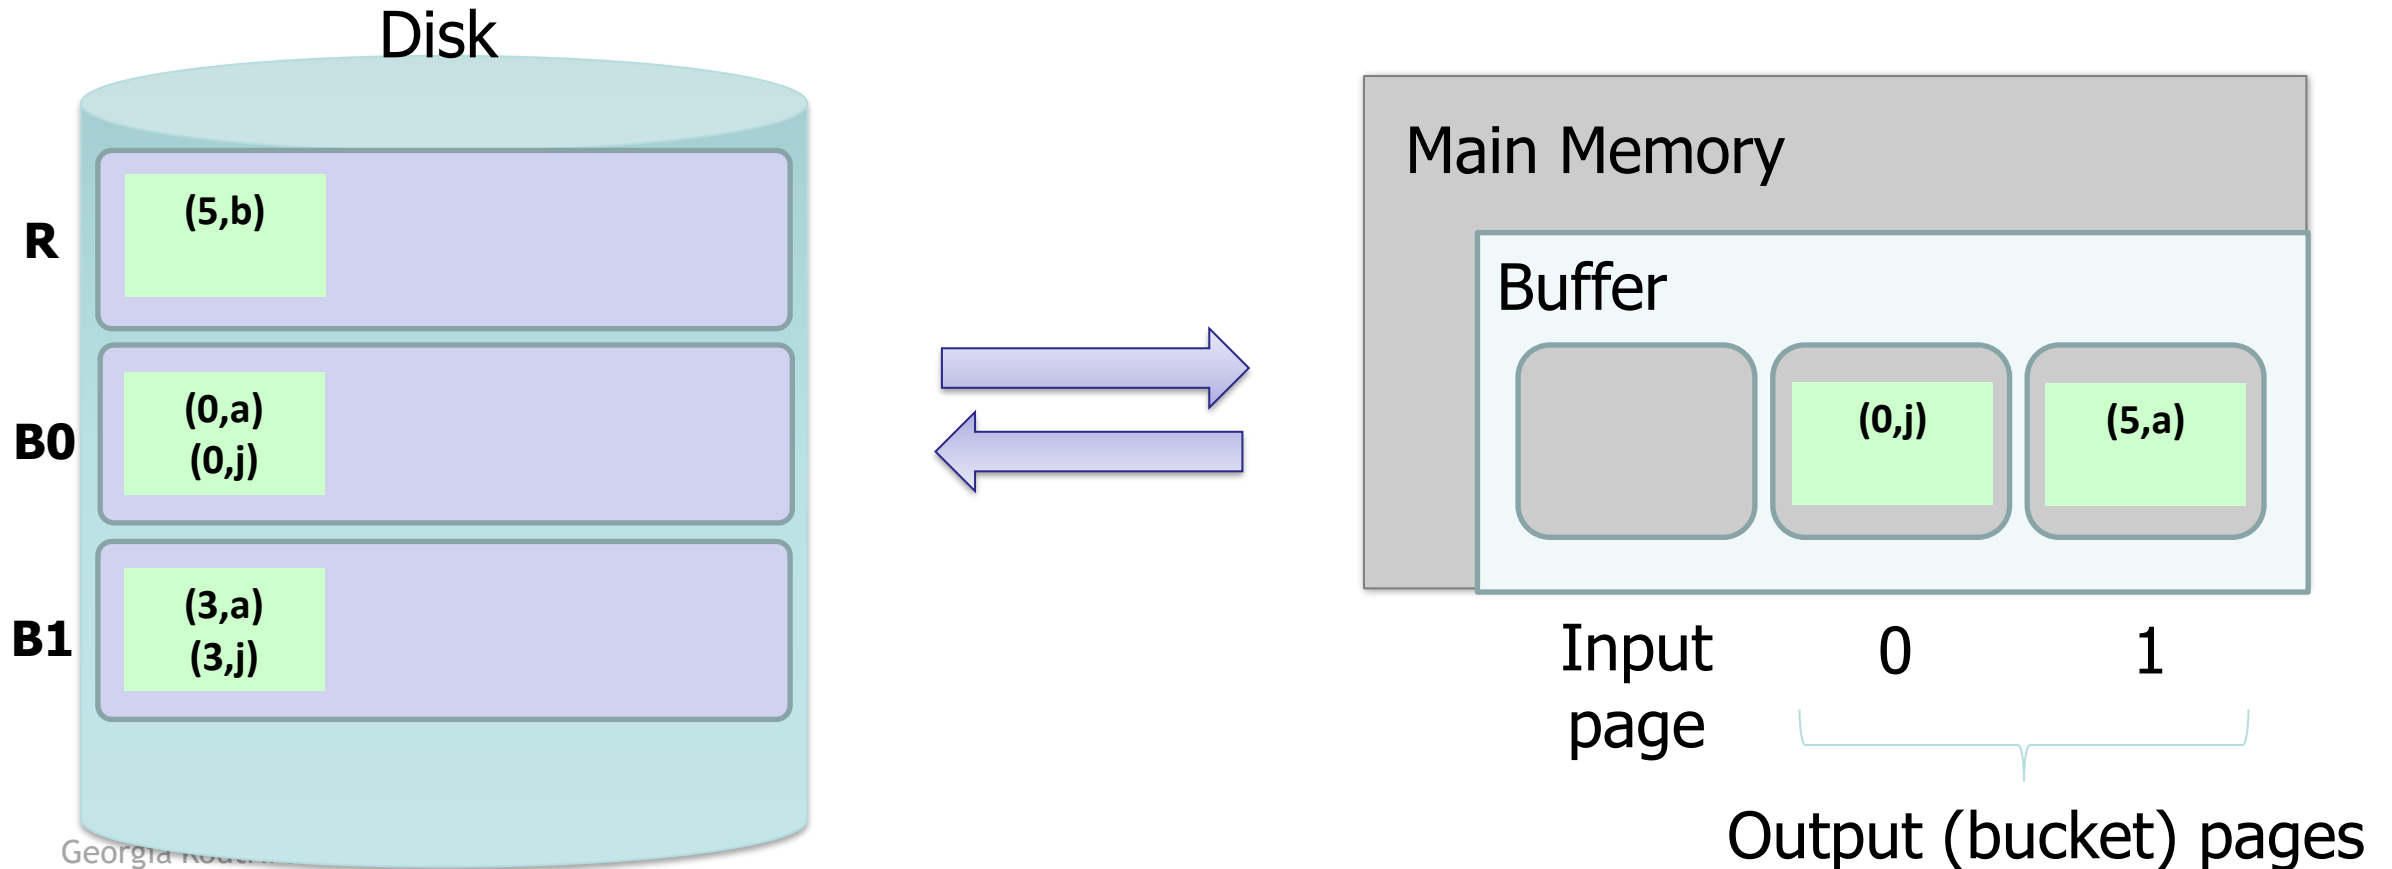 Disk
R
(5,b)
B0
(0,a)
(0,j)
B1
(3,a)
(3,j)
Georgia
Main Memory
Buffer
(0,j)
(5,a)
Input
page
0
1
Output (bucket) pages